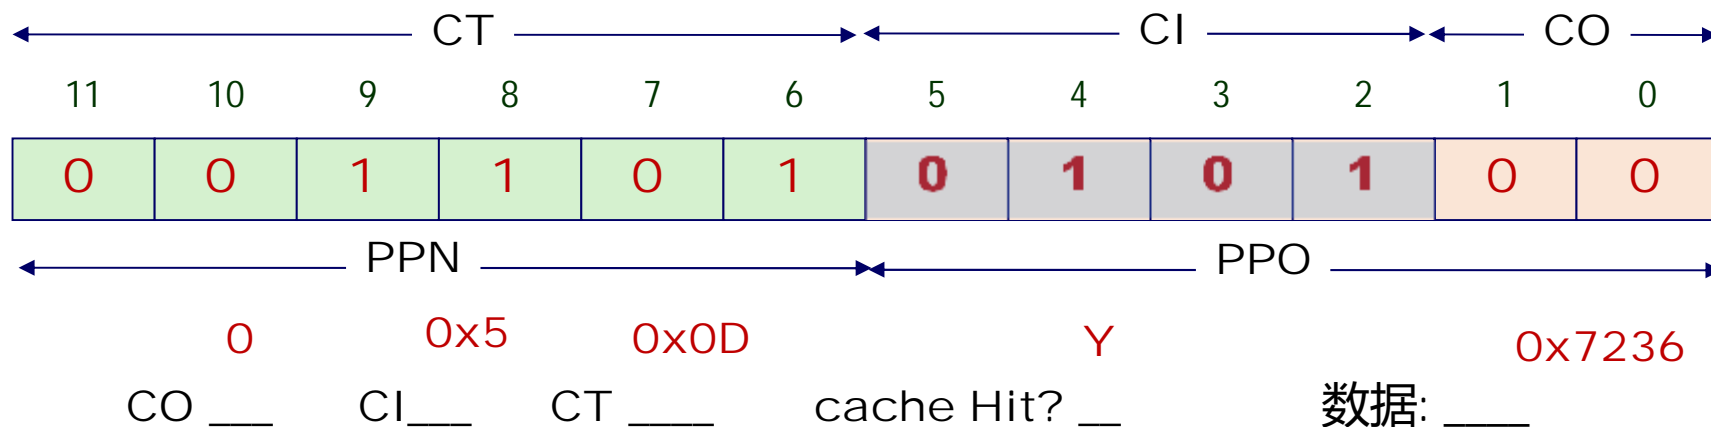 CT CI CO
11 10 9 8 7 6 5 4 3 2 1 0
0 0 1 1 0 1 0 1 0 1 0 0
PPN PPO
0 0x5 0x0D Y 0x7236
CO ___ CI___ CT ____ cache Hit? __ 数据: ____